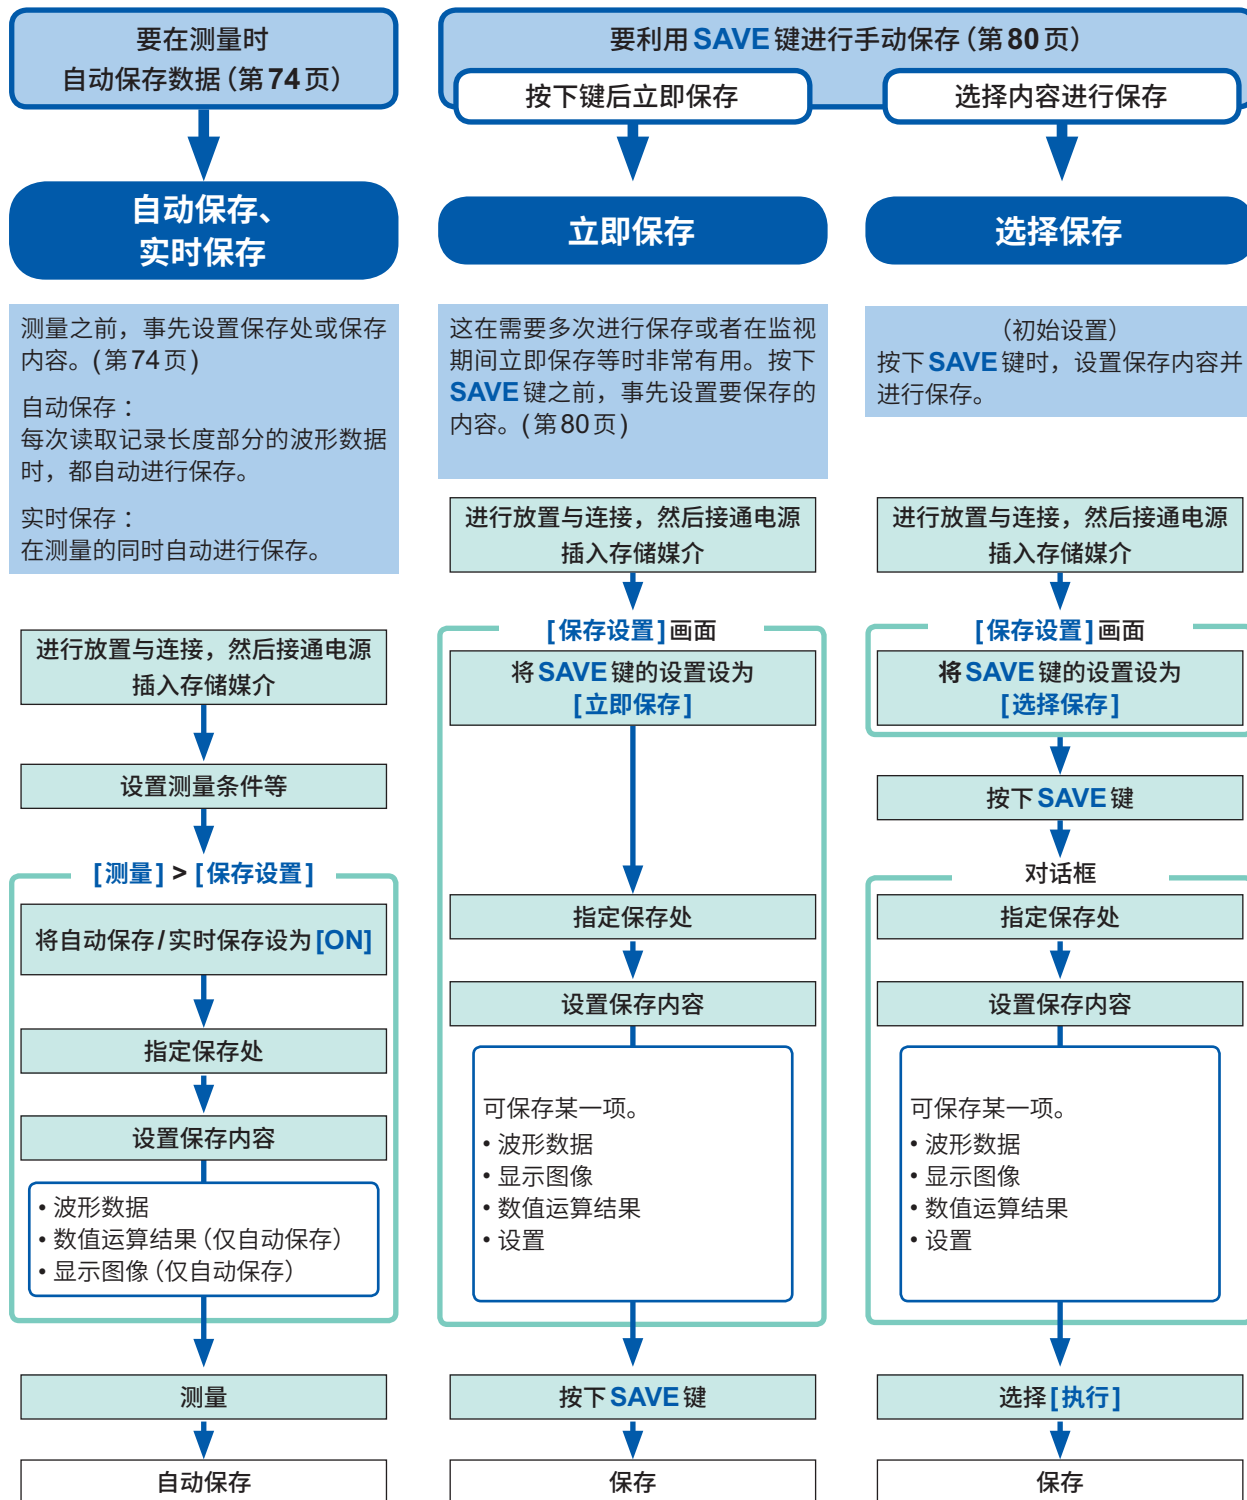 要在测量时
自动保存数据（第74页）
自动保存、
实时保存
测量之前，事先设置保存处或保存
内容。（第74页）
自动保存：
每次读取记录长度部分的波形数据
时，都自动进行保存。
实时保存：
在测量的同时自动进行保存。
进行放置与连接，然后接通电源
插入存储媒介
设置测量条件等
[测量] > [保存设置]
将自动保存/实时保存设为[ON]
指定保存处
设置保存内容
• 波形数据
• 数值运算结果（仅自动保存）
• 显示图像（仅自动保存）
测量
自动保存
要利用SAVE键进行手动保存（第80页）
按下键后立即保存
立即保存
这在需要多次进行保存或者在监视
期间立即保存等时非常有用。按下
SAVE键之前，事先设置要保存的
内容。（第80页）
进行放置与连接，然后接通电源
插入存储媒介
[保存设置]画面
将SAVE键的设置设为
[立即保存]
指定保存处
设置保存内容
可保存某一项。
• 波形数据
• 显示图像
• 数值运算结果
• 设置
按下SAVE键
保存
选择内容进行保存
选择保存
（初始设置）
按下SAVE键时，设置保存内容并
进行保存。
进行放置与连接，然后接通电源
插入存储媒介
[保存设置]画面
将SAVE键的设置设为
[选择保存]
按下SAVE键
对话框
指定保存处
设置保存内容
可保存某一项。
• 波形数据
• 显示图像
• 数值运算结果
• 设置
选择[执行]
保存